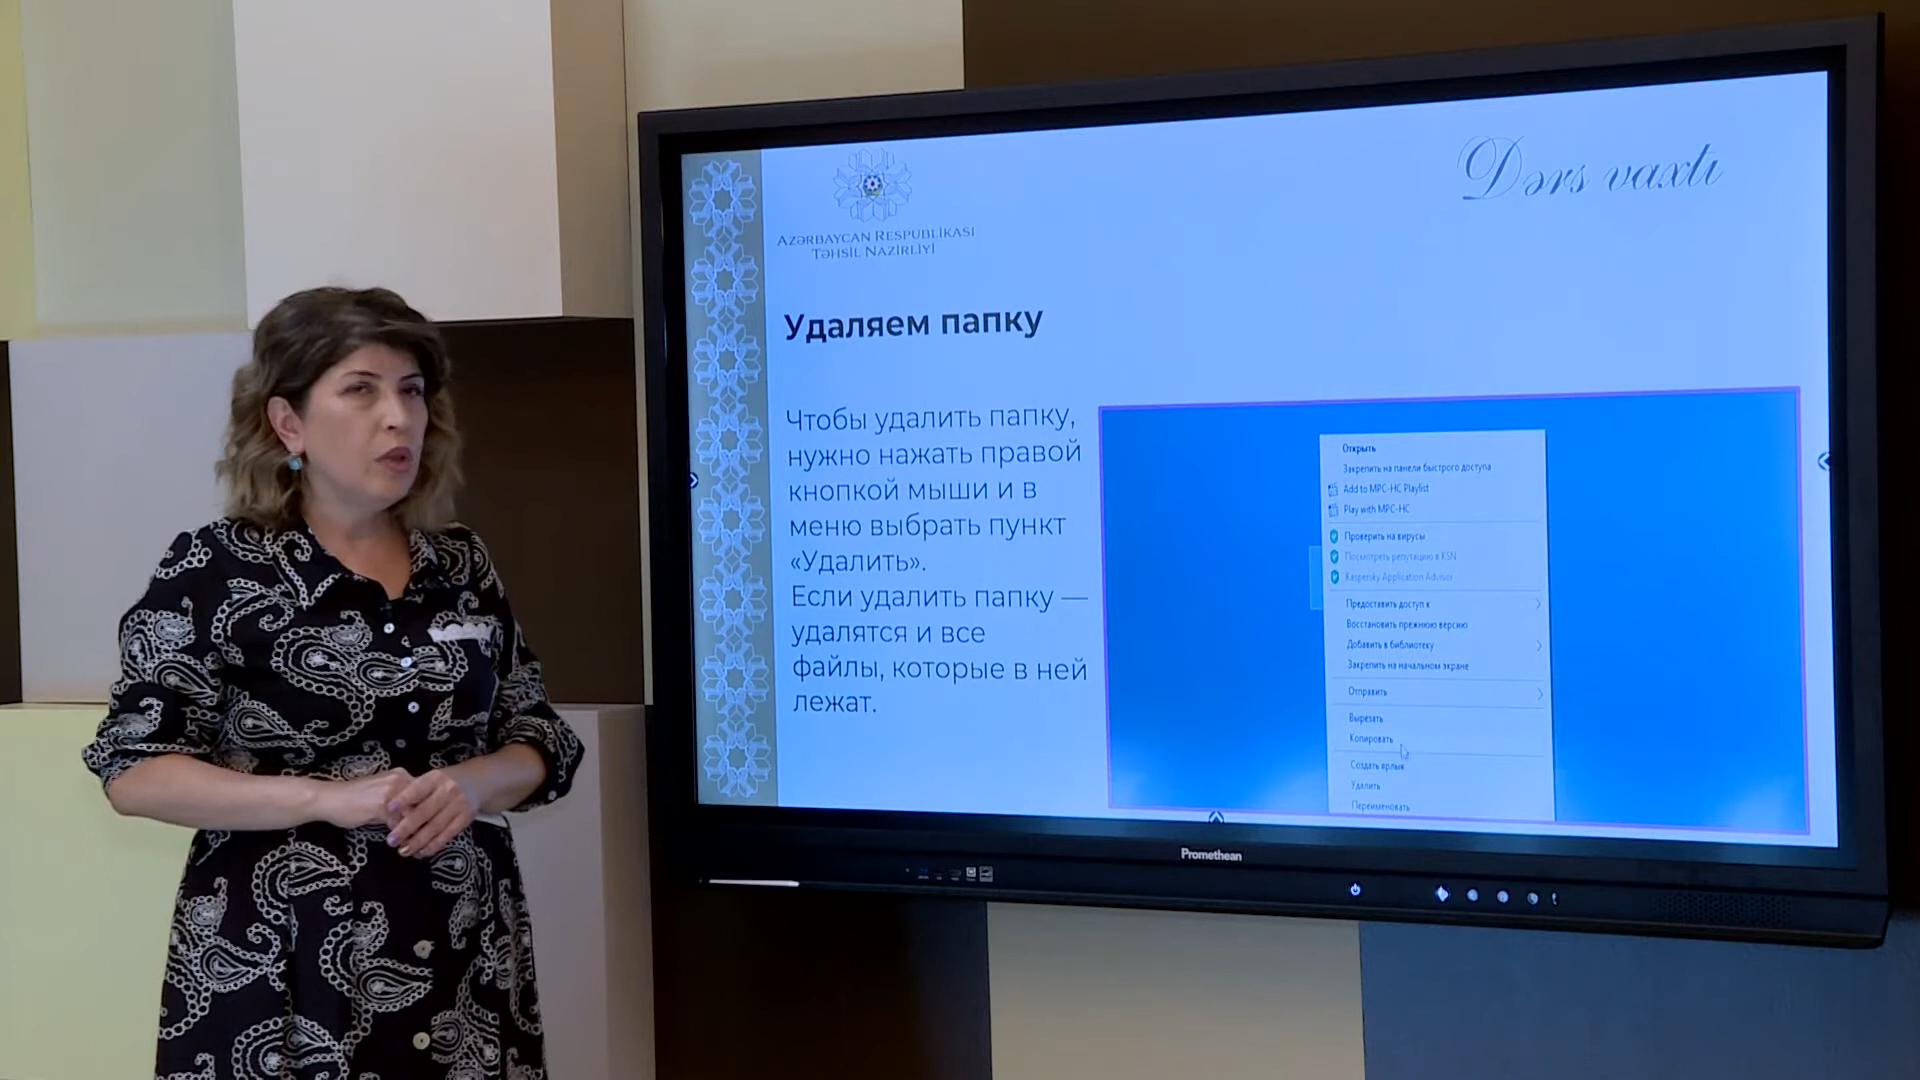 Dərs vaxtı
AZƏRBAYCAN RESPUBLİKASI
TƏHSİL NAZİRLİYİ
Удаляем папку
Чтобы удалить папку,
нужно нажать правой
кнопкой мыши и в
меню выбрать пункт
«Удалить».
Если удалить папку —
удалятся и все
файлы, которые в ней
лежат.
Открыть
Закрепить на панели быстрого доступа
Add to MPC-HC Playlist
Play with MPC-HC
Проверить на вирусы
Посмотреть репутацию в KSN
Kaspersky Application Advisor
Предоставить доступ к
Восстановить прежнюю версию
Добавить в библиотеку
Закрепить на начальном экране
Отправить
Вырезать
Копировать
Создать ярлык
Удалить
Переименовать
Promethean